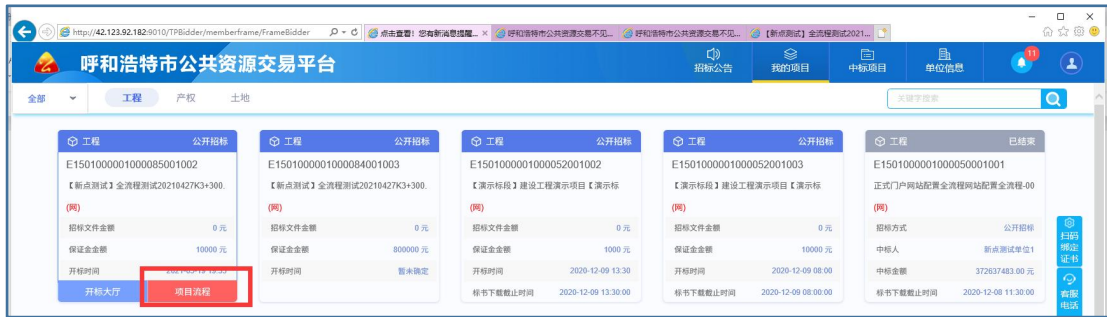 http://42.123.92.182:9010/TPBidder/memberframe/FrameBidder
点击查看! 您有新消息提醒...
呼和浩特市公共资源交易不见...
呼和浩特市公共资源交易不见...
【新点测试】全流程测试2021...
呼和浩特市公共资源交易平台
招标公告
我的项目
中标项目
单位信息
11
全部
工程
产权
土地
关键字搜索
工程 公开招标
E1501000001000085001002
【新点测试】全流程测试20210427K3+300.
(网)
招标文件金额 0 元
保证金金额 10000 元
开标时间
开标大厅 项目流程
工程 公开招标
E1501000001000084001003
【新点测试】全流程测试20210427K3+300.
(网)
招标文件金额 0 元
保证金金额 800000 元
开标时间 暂未确定
工程 公开招标
E1501000001000052001002
【演示标段】建设工程演示项目【演示标
(网)
招标文件金额 0 元
保证金金额 1000 元
开标时间 2020-12-09 13:30
标书下载截止时间 2020-12-09 13:30:00
工程 公开招标
E1501000001000052001003
【演示标段】建设工程演示项目【演示标
(网)
招标文件金额 0 元
保证金金额 10000 元
开标时间 2020-12-09 08:00
标书下载截止时间 2020-12-09 08:00:00
工程 已结束
E1501000001000050001001
正式门户网站配置全流程网站配置全流程-00
(网)
招标方式 公开招标
中标人 新点测试单位1
中标金额 372637483.00 元
标书下载截止时间 2020-12-08 11:30:00
扫码
绑定
证书
客服
电话